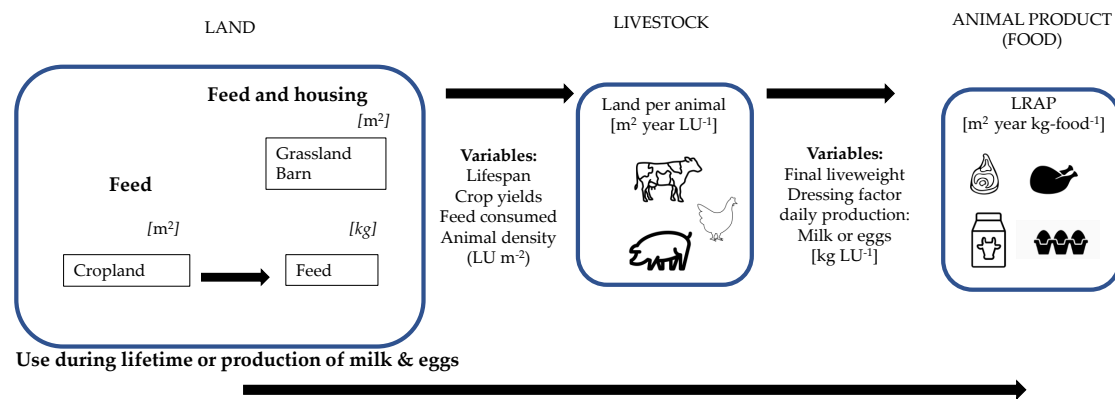 LAND
Feed and housing
[m²]
Grassland
Barn
Feed
[m²]
[kg]
Cropland
Feed
Use during lifetime or production of milk & eggs
Variables:
Lifespan
Crop yields
Feed consumed
Animal density
(LU m⁻²)
LIVESTOCK
Land per animal
[m² year LU⁻¹]
Variables:
Final liveweight
Dressing factor
daily production:
Milk or eggs
[kg LU⁻¹]
ANIMAL PRODUCT
(FOOD)
LRAP
[m² year kg-food⁻¹]